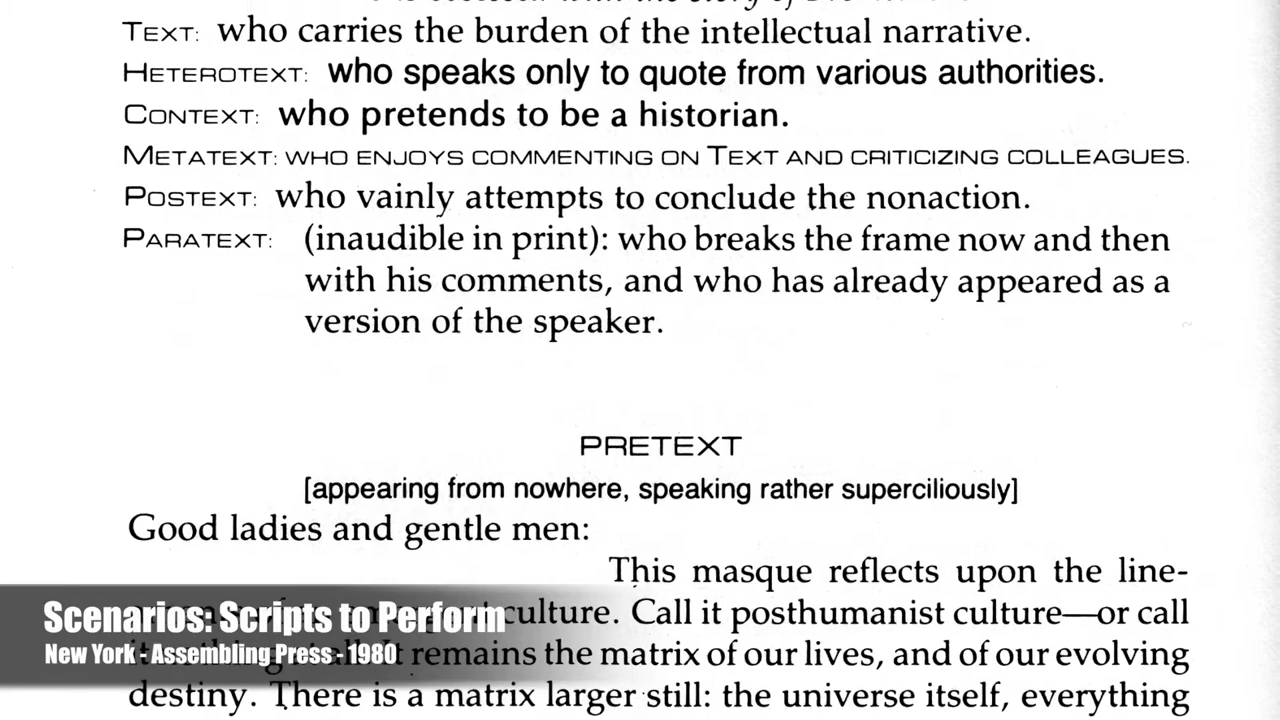 TEXT: who carries the burden of the intellectual narrative.
HETEROTEXT: who speaks only to quote from various authorities.
CONTEXT: who pretends to be a historian.
METATEXT: WHO ENJOYS COMMENTING ON TEXT AND CRITICIZING COLLEAGUES.
POSTEXT: who vainly attempts to conclude the nonaction.
PARATEXT: (inaudible in print): who breaks the frame now and then
with his comments, and who has already appeared as a
version of the speaker.
PRETEXT
[appearing from nowhere, speaking rather superciliously]
Good ladies and gentle men:
This masque reflects upon the line-
culture. Call it posthumanist culture—or call
remains the matrix of our lives, and of our evolving
destiny. There is a matrix larger still: the universe itself, everything
Scenarios: Scripts to Perform
New York - Assembling Press - 1980